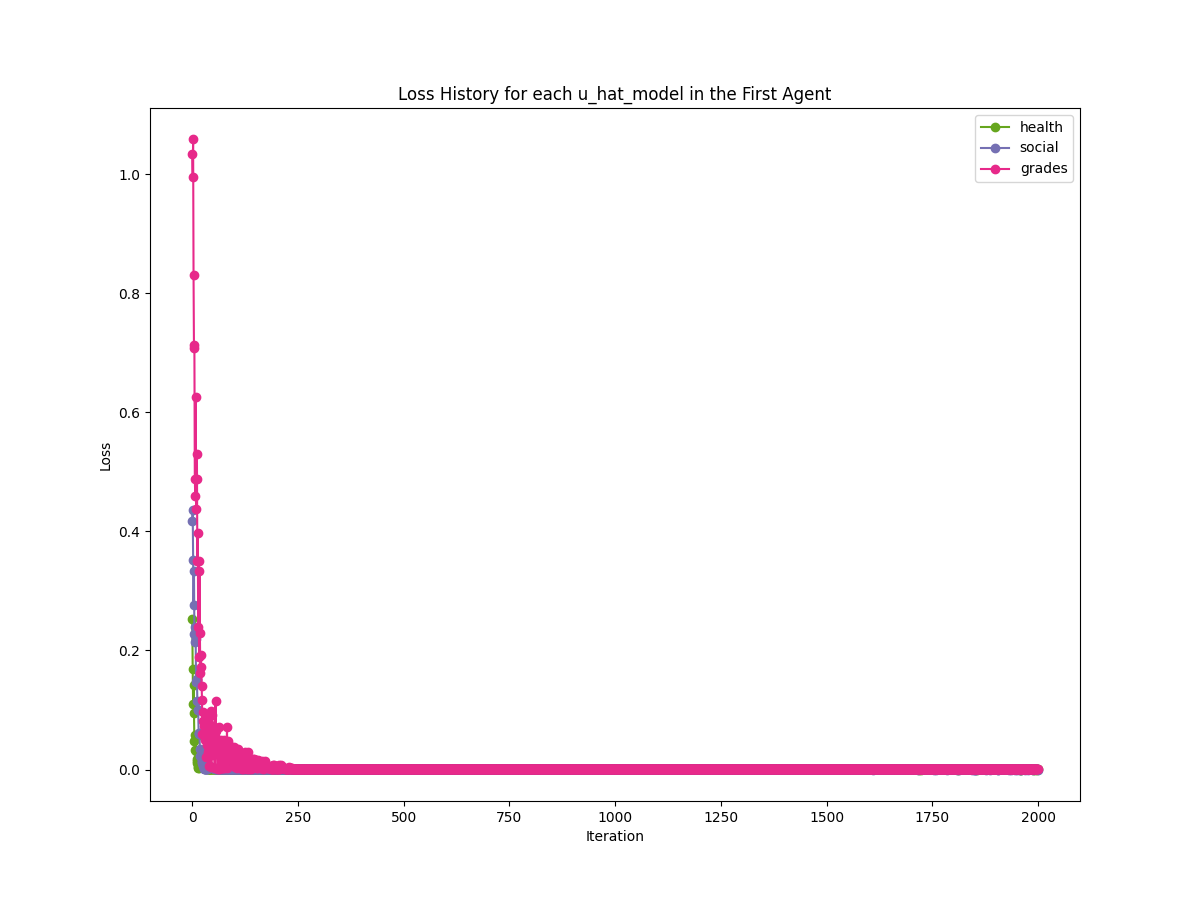 Loss History for each u_hat_model in the First Agent
health
social
grades
1.0
0.8
0.6
0.4
0.2
0.0
Loss
0 250 500 750 1000 1250 1500 1750 2000
Iteration